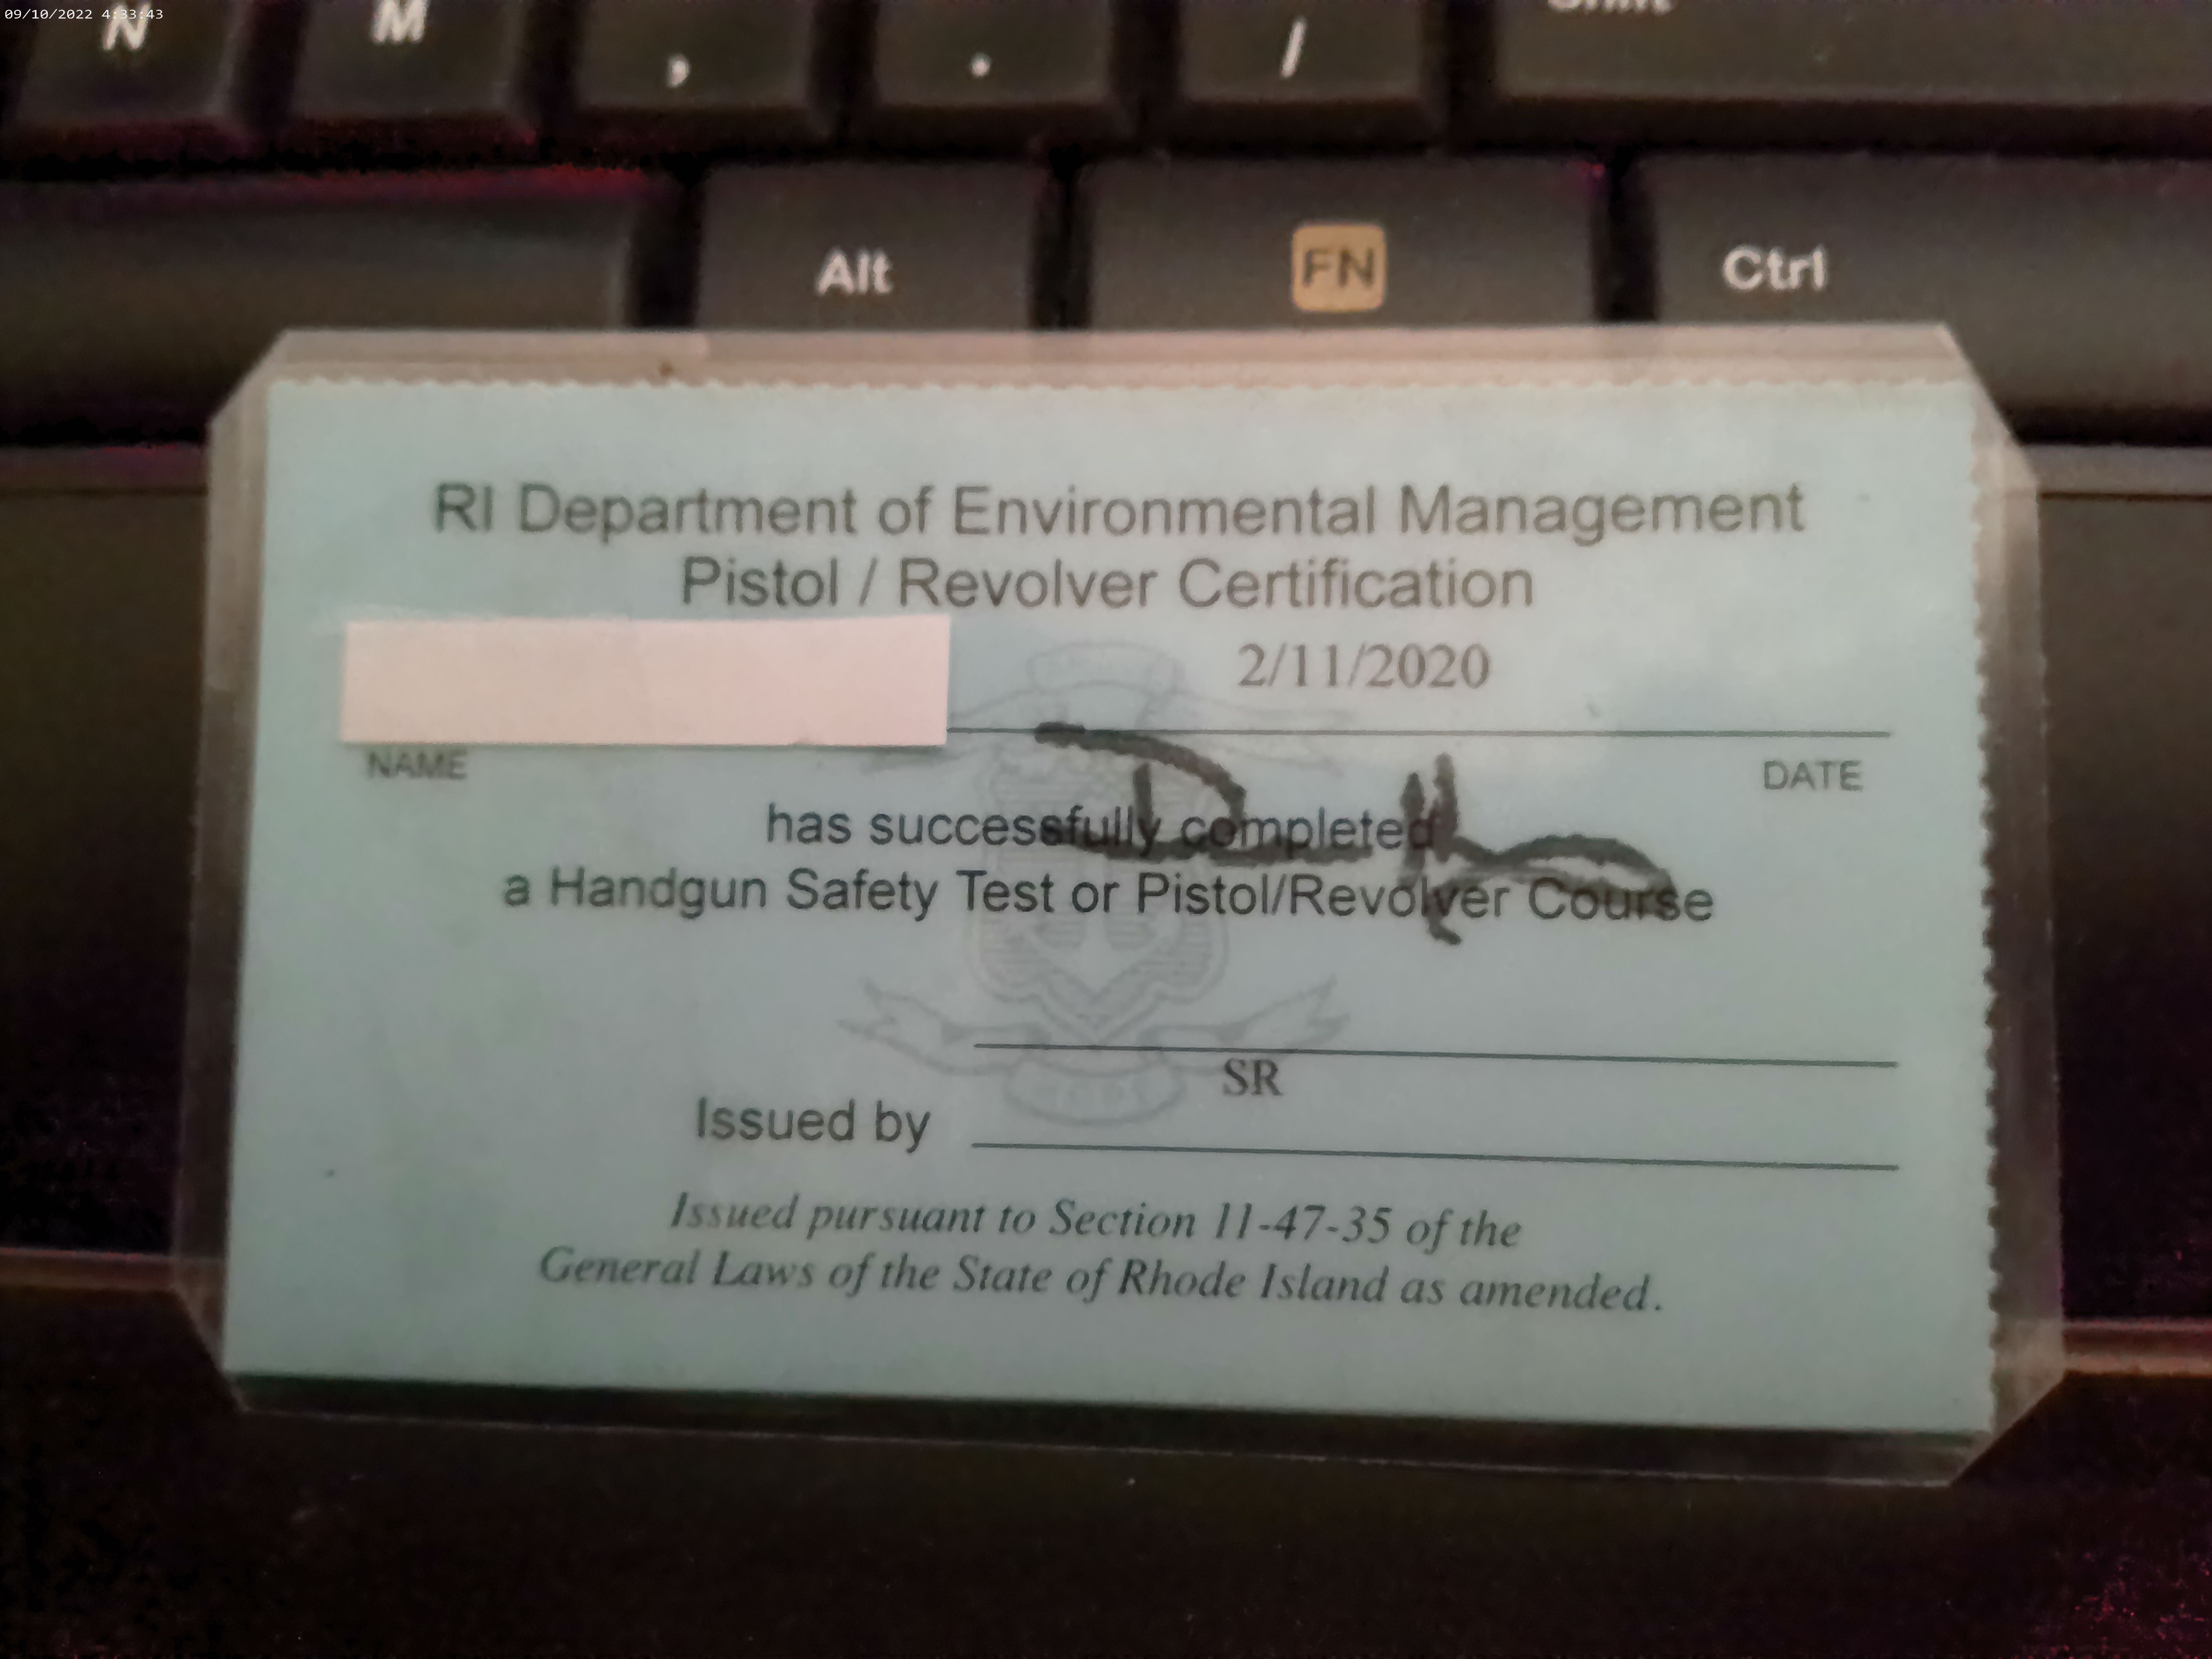 09/10/2022 4:33:43
N M , . / Shift
Alt FN Ctrl
RI Department of Environmental Management
Pistol / Revolver Certification
2/11/2020
NAME DATE
has successfully completed
a Handgun Safety Test or Pistol/Revolver Course
SR
Issued by
Issued pursuant to Section 11-47-35 of the
General Laws of the State of Rhode Island as amended.